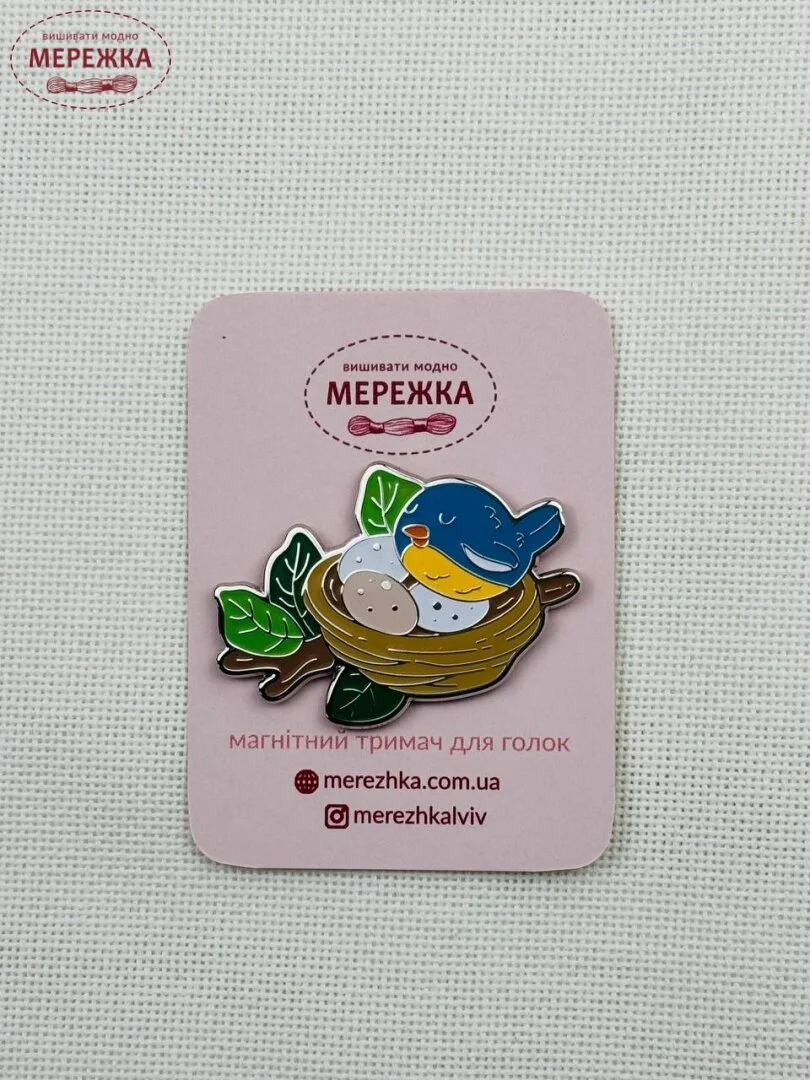 вишивати модно
МЕРЕЖКА
вишивати модно
МЕРЕЖКА
магнітний тримач для голок
merezhka.com.ua
merezhkalviv